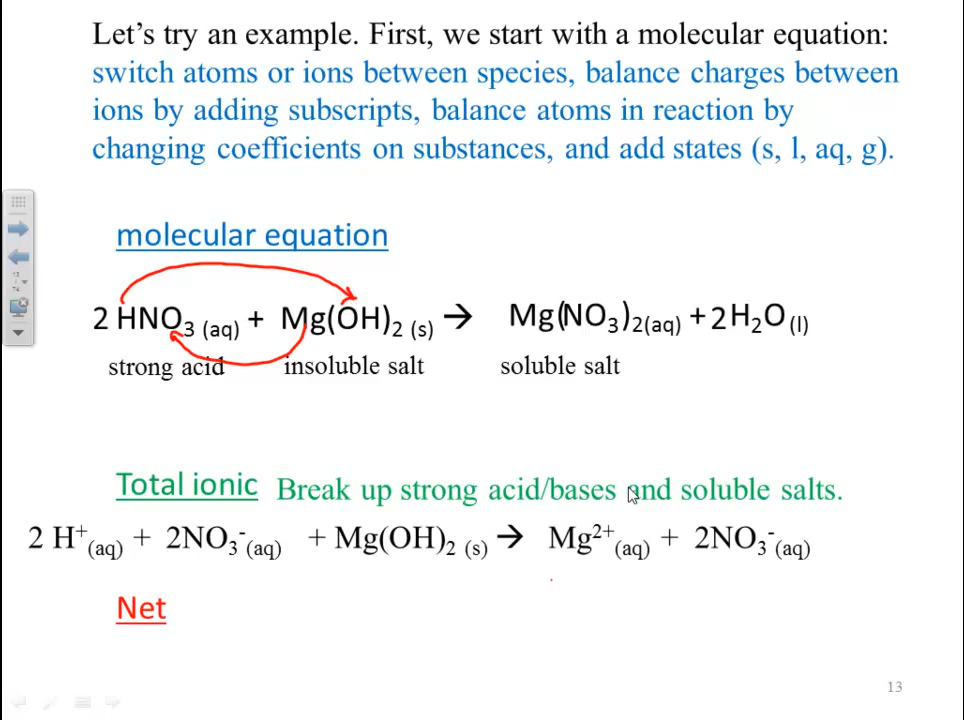 Let's try an example. First, we start with a molecular equation:
switch atoms or ions between species, balance charges between
ions by adding subscripts, balance atoms in reaction by
changing coefficients on substances, and add states (s, l, aq, g).
molecular equation
2 HNO₃ (aq) + Mg(OH)₂ (s) → Mg(NO₃)₂(aq) + 2H₂O (l)
strong acid insoluble salt soluble salt
Total ionic Break up strong acid/bases and soluble salts.
2 H⁺(aq) + 2NO₃⁻(aq) + Mg(OH)₂ (s) → Mg²⁺(aq) + 2NO₃⁻(aq)
Net
13